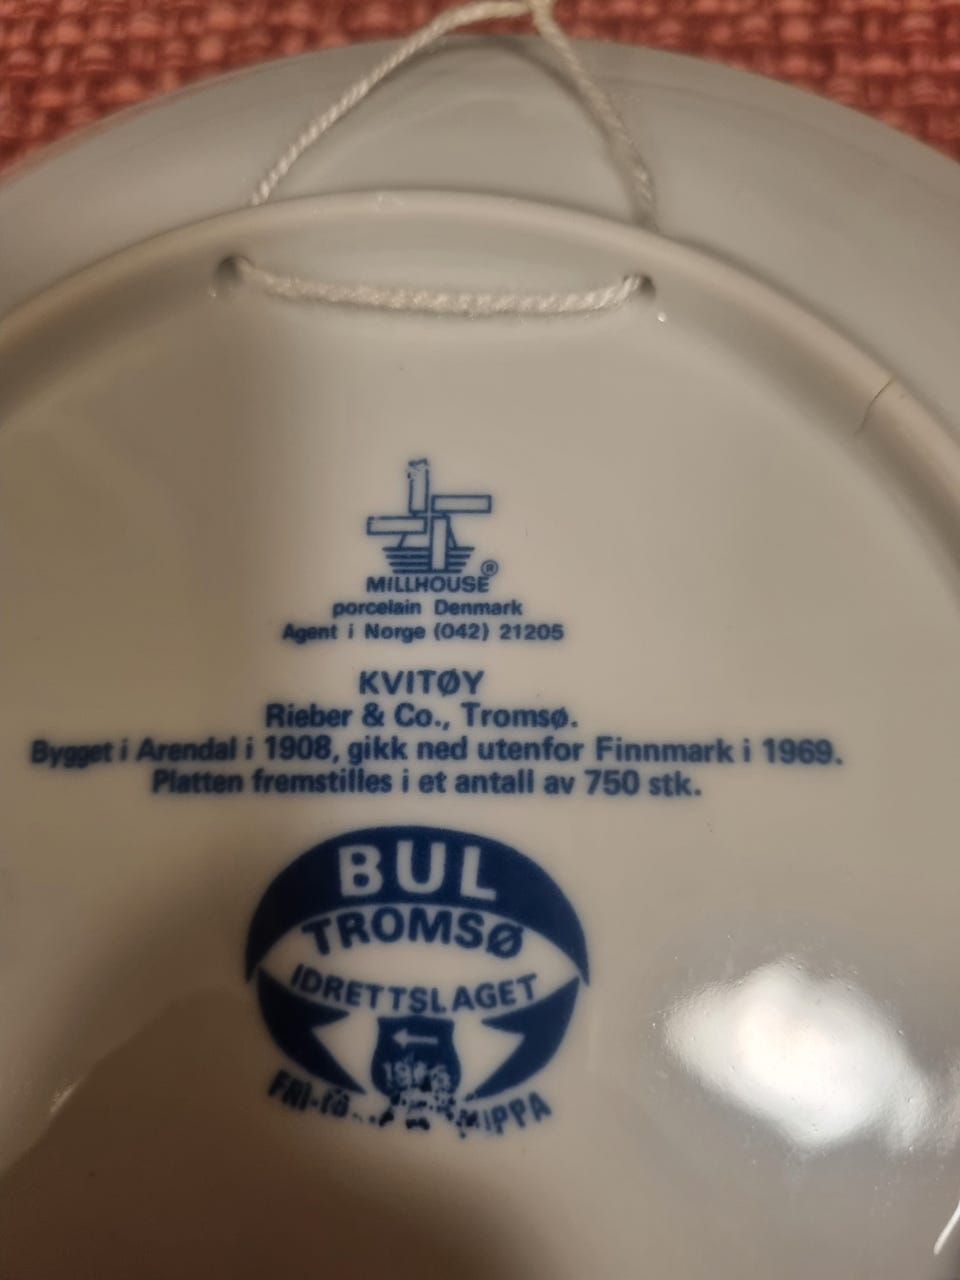 MILLHOUSE®
porcelain Denmark
Agent i Norge (042) 21205
KVITØY
Rieber & Co., Tromsø.
Bygget i Arendal i 1908, gikk ned utenfor Finnmark i 1969.
Platten fremstilles i et antall av 750 stk.
BUL
TROMSØ
IDRETTSLAGET